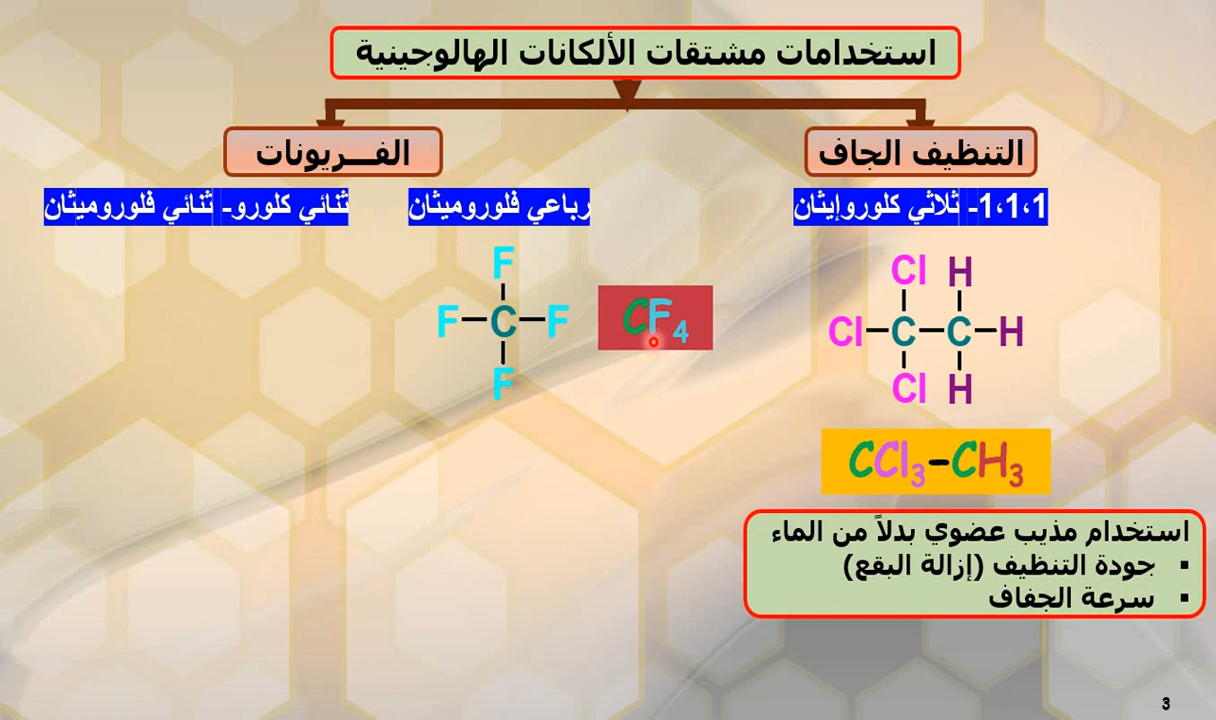 استخدامات مشتقات الألكانات الهالوجينية
التنظيف الجاف
الفـــريونات
1،1،1- ثلاثي كلوروإيثان
رباعي فلوروميثان
ثنائي كلورو- ثنائي فلوروميثان
Cl H
Cl–C–C–H
Cl H
F
F–C–F
F
CF4
CCl3–CH3
استخدام مذيب عضوي بدلاً من الماء
▪ جودة التنظيف (إزالة البقع)
▪ سرعة الجفاف
3